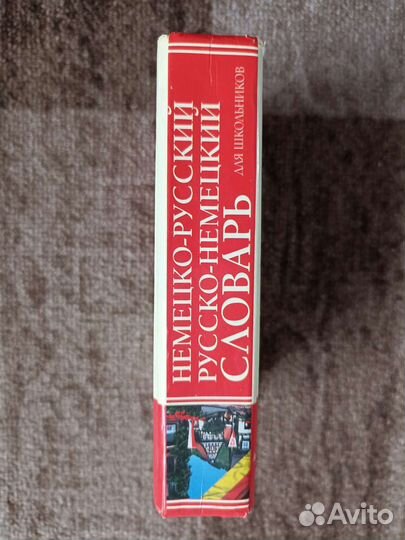 НЕМЕЦКО-РУССКИЙ
РУССКО-НЕМЕЦКИЙ
СЛОВАРЬ
ДЛЯ ШКОЛЬНИКОВ
Avito